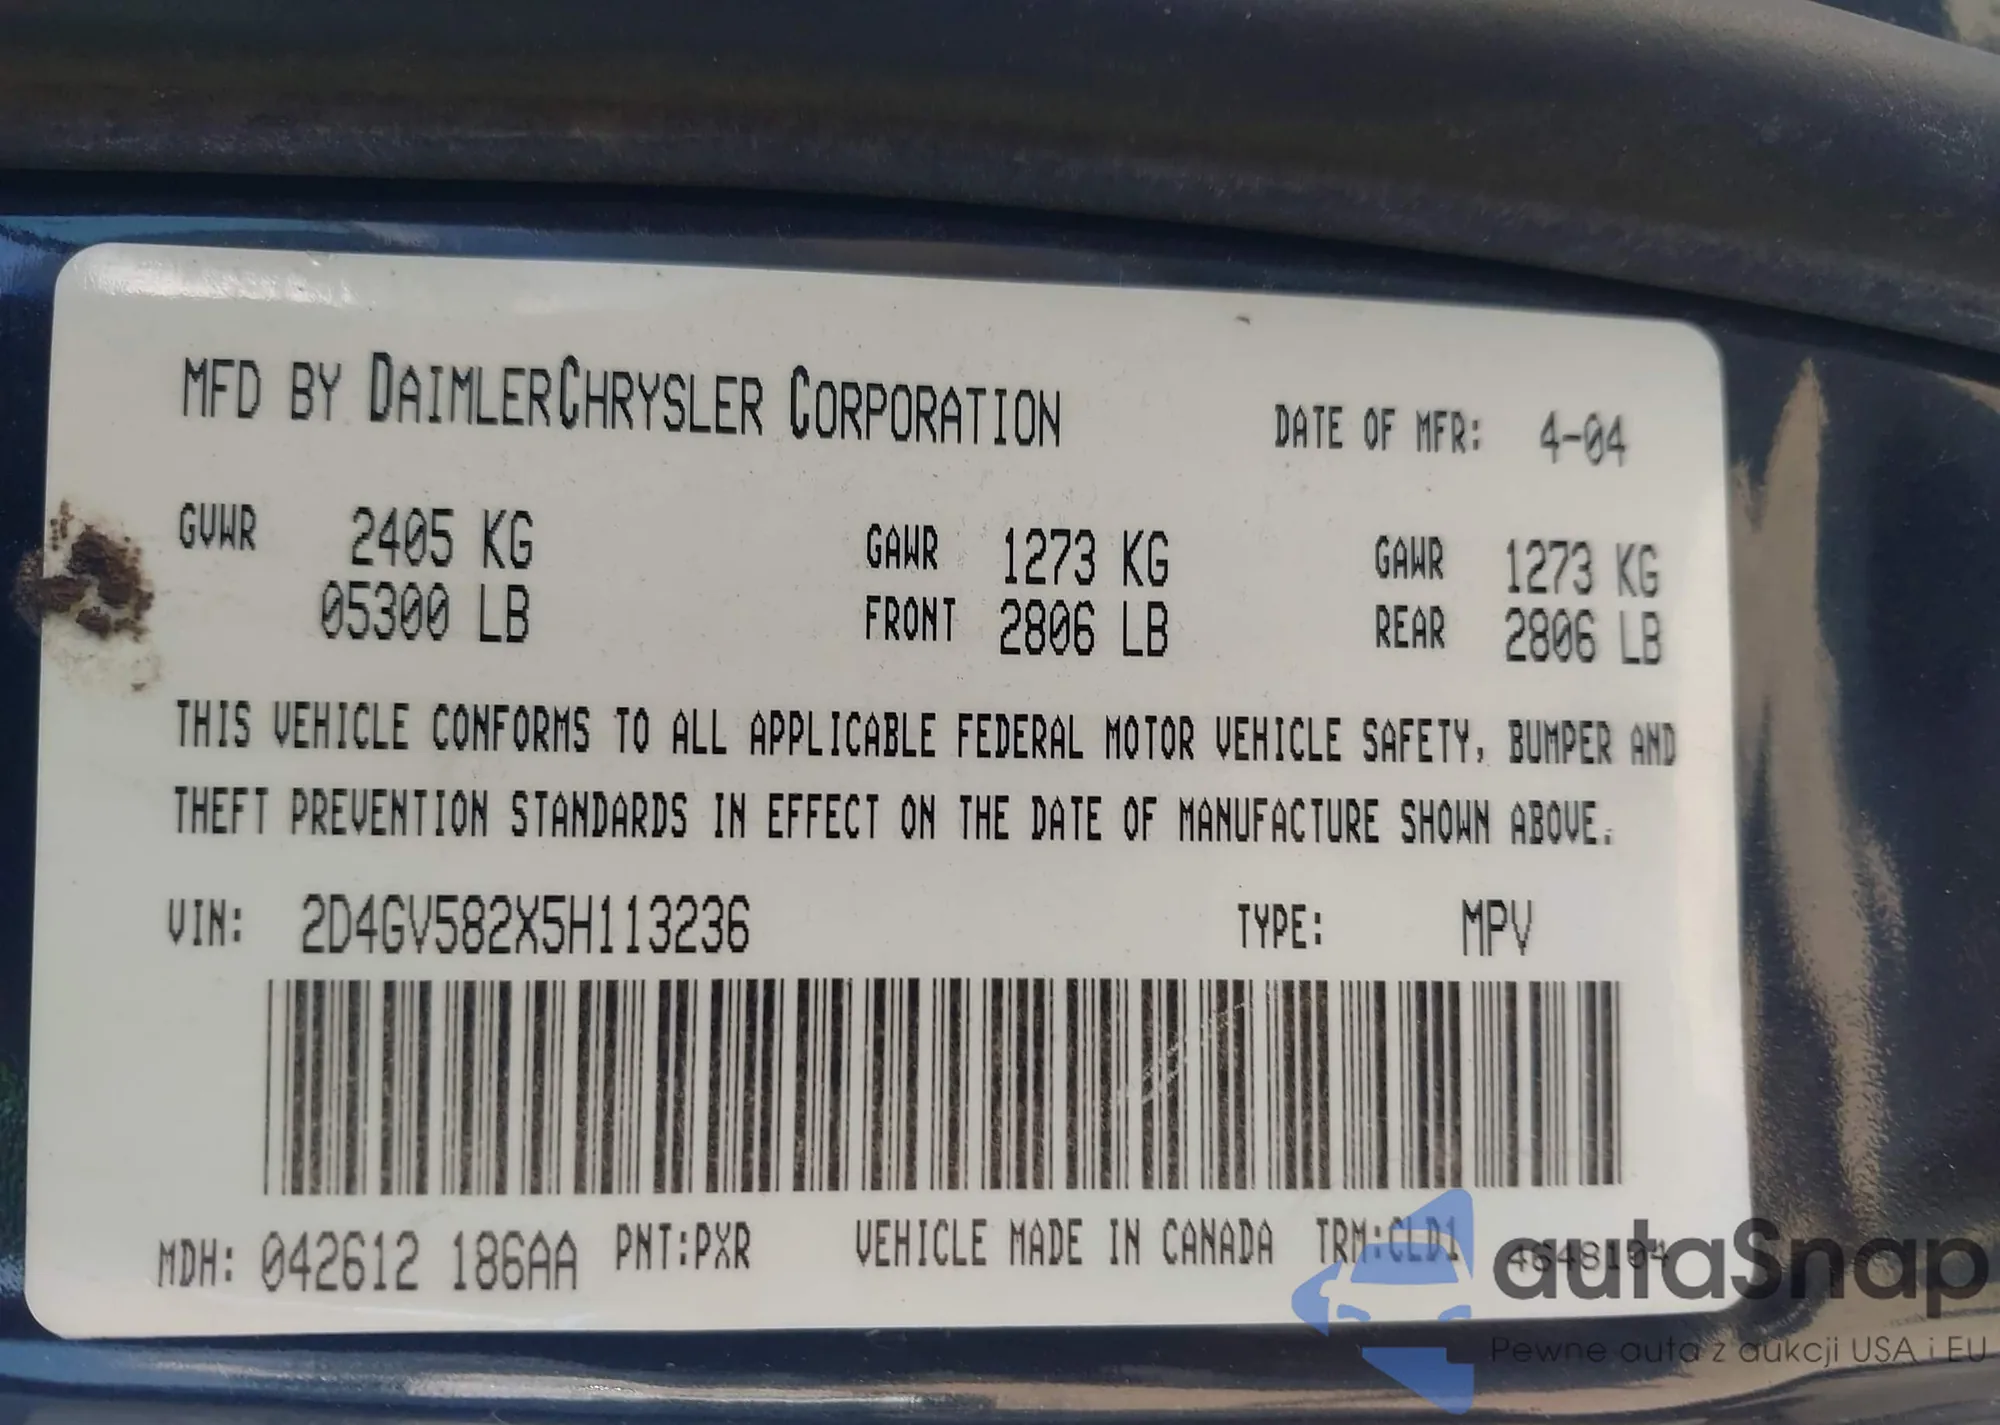 MFD BY DAIMLERCHRYSLER CORPORATION DATE OF MFR: 4-04
GVWR 2405 KG GAWR 1273 KG GAWR 1273 KG
05300 LB FRONT 2806 LB REAR 2806 LB
THIS VEHICLE CONFORMS TO ALL APPLICABLE FEDERAL MOTOR VEHICLE SAFETY, BUMPER AND
THEFT PREVENTION STANDARDS IN EFFECT ON THE DATE OF MANUFACTURE SHOWN ABOVE.
VIN: 2D4GV582X5H113236 TYPE: MPV
MDH: 042612 186AA PNT:PXR VEHICLE MADE IN CANADA TRM:CLD1
autaSnap
Pewne auta z aukcji USA i EU